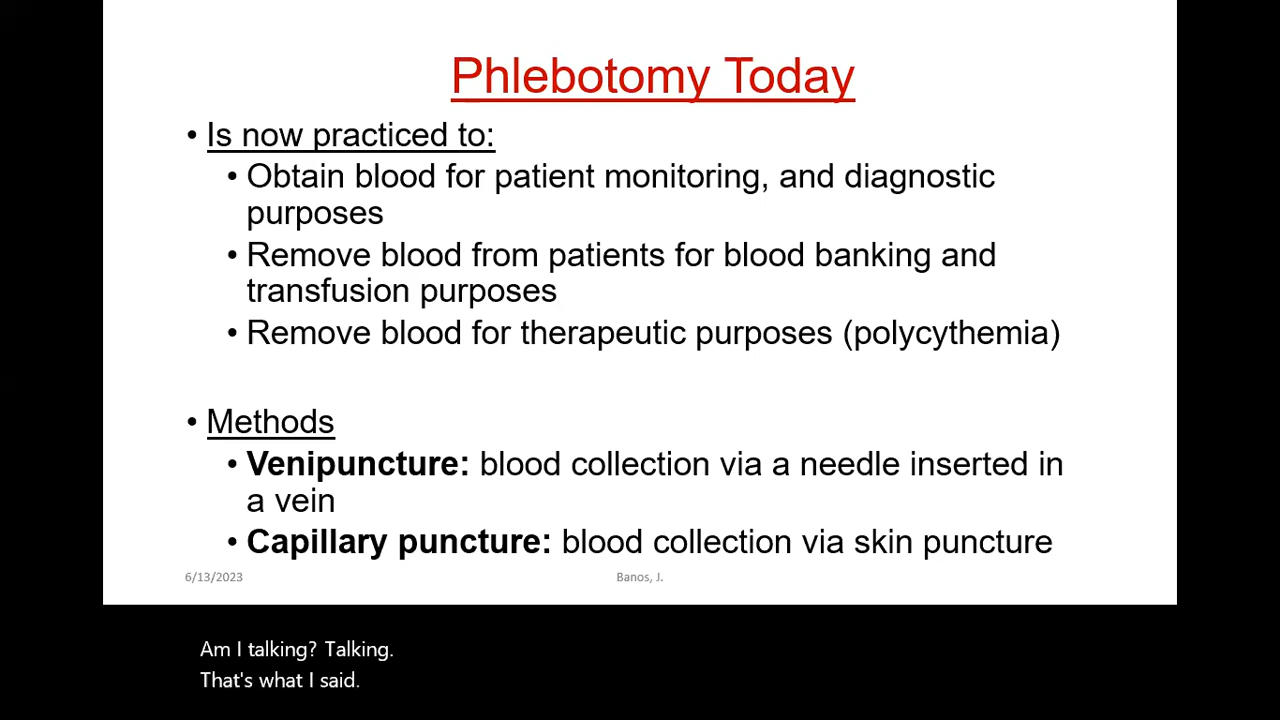 Phlebotomy Today
• Is now practiced to:
• Obtain blood for patient monitoring, and diagnostic
purposes
• Remove blood from patients for blood banking and
transfusion purposes
• Remove blood for therapeutic purposes (polycythemia)
• Methods
• Venipuncture: blood collection via a needle inserted in
a vein
• Capillary puncture: blood collection via skin puncture
6/13/2023 Banos, J.
Am I talking? Talking.
That's what I said.